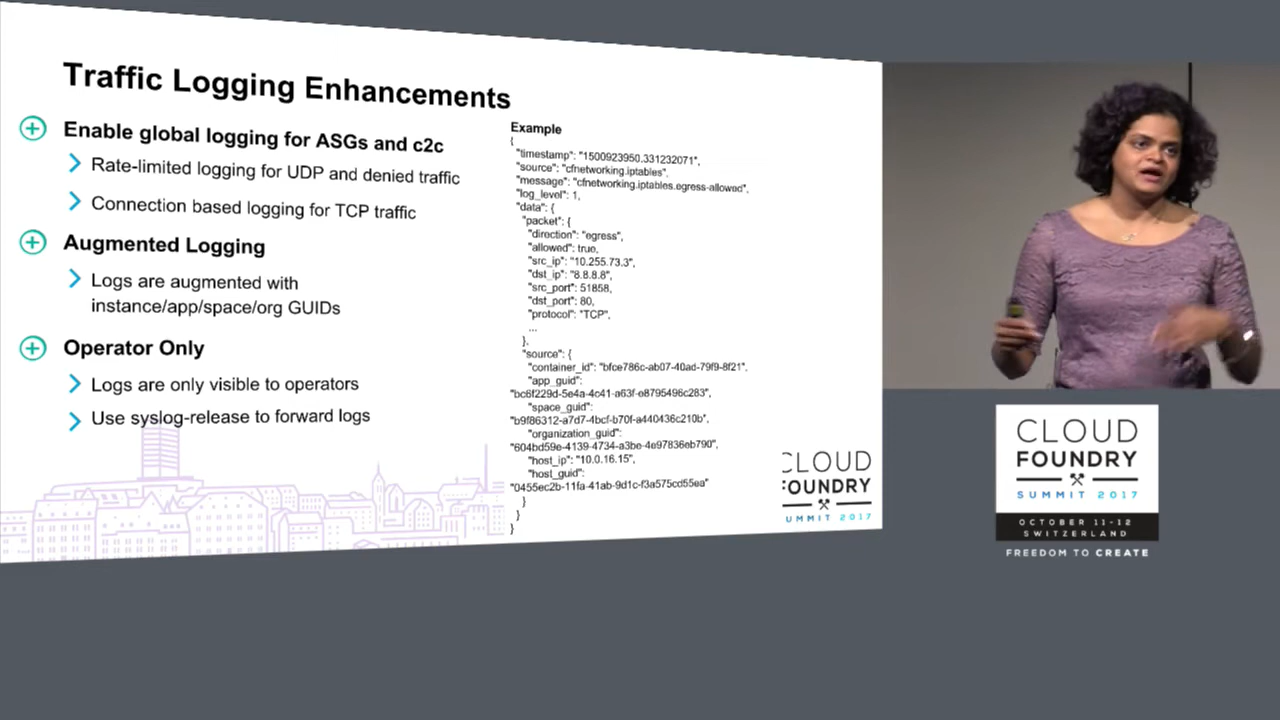 Traffic Logging Enhancements
Enable global logging for ASGs and c2c
Rate-limited logging for UDP and denied traffic
Connection based logging for TCP traffic
Augmented Logging
Logs are augmented with
instance/app/space/org GUIDs
Operator Only
Logs are only visible to operators
Use syslog-release to forward logs
Example
{
"timestamp": "1500923950.331232071",
"source": "cfnetworking.iptables",
"message": "cfnetworking.iptables.egress-allowed",
"log_level": 1,
"data": {
"packet": {
"direction": "egress",
"allowed": true,
"src_ip": "10.255.73.3",
"dst_ip": "8.8.8.8",
"src_port": 51858,
"dst_port": 80,
"protocol": "TCP",
...
},
"source": {
"container_id": "bfce786c-ab07-40ad-79f9-8f21",
"app_guid":
"bc6f229d-5e4a-4c41-a63f-e8795496c283",
"space_guid":
"b9f86312-a7d7-4bcf-b70f-a440436c210b",
"organization_guid":
"604bd59e-4139-4734-a3be-4e97836eb790",
"host_ip": "10.0.16.15",
"host_guid":
"0455ec2b-11fa-41ab-9d1c-f3a575cd55ea"
}
}
}
CLOUD
FOUNDRY
SUMMIT 2017
CLOUD
FOUNDRY
SUMMIT 2017
OCTOBER 11-12
SWITZERLAND
FREEDOM TO CREATE